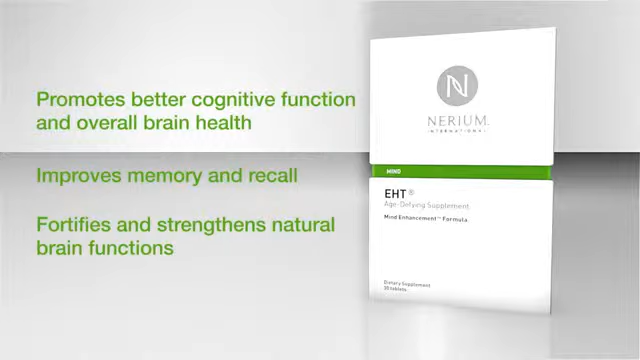 Promotes better cognitive function
and overall brain health
Improves memory and recall
Fortifies and strengthens natural
brain functions
N
NERIUM
INTERNATIONAL
MIND
EHT®
Age-Defying Supplement
Mind Enhancement™ Formula
Dietary Supplement
30 tablets